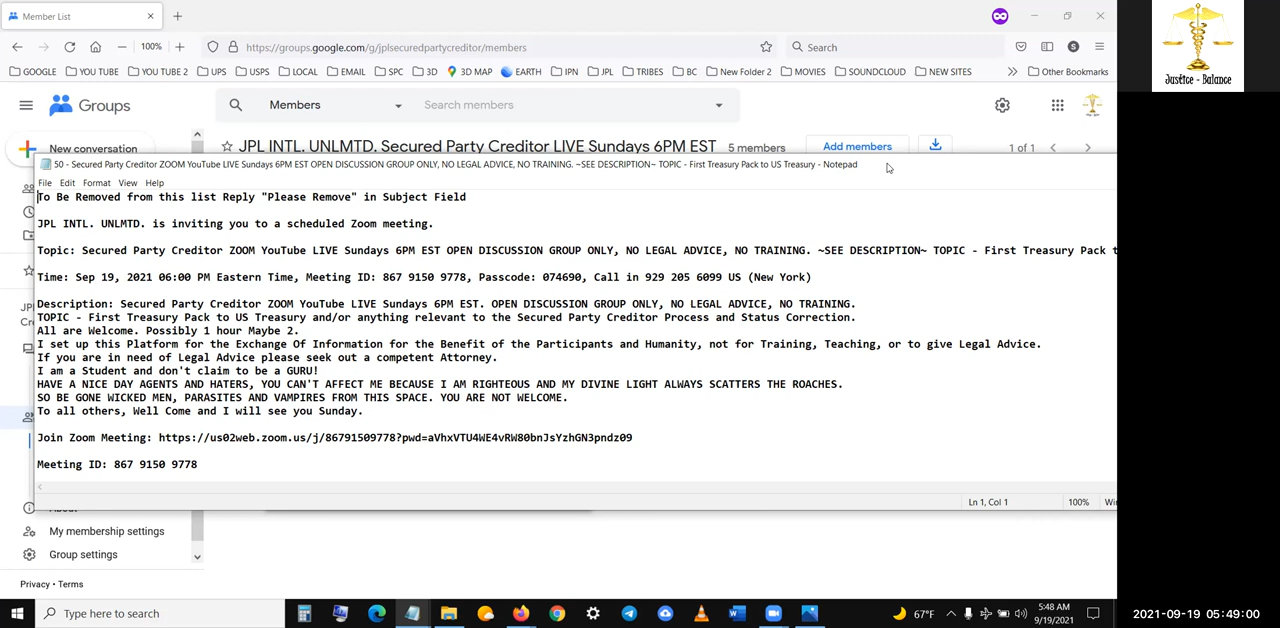 Member List
100%
https://groups.google.com/g/jplsecuredpartycreditor/members
Search
S
GOOGLE YOU TUBE YOU TUBE 2 UPS USPS LOCAL EMAIL SPC 3D 3D MAP EARTH IPN JPL TRIBES BC New Folder 2 MOVIES SOUNDCLOUD NEW SITES Other Bookmarks
Justice - Balance
Groups
Members
Search members
New conversation
JPL INTL. UNLMTD. Secured Party Creditor LIVE Sundays 6PM EST 5 members Add members 1 of 1
50 - Secured Party Creditor ZOOM YouTube LIVE Sundays 6PM EST OPEN DISCUSSION GROUP ONLY, NO LEGAL ADVICE, NO TRAINING. ~SEE DESCRIPTION~ TOPIC - First Treasury Pack to US Treasury - Notepad
File Edit Format View Help
To Be Removed from this list Reply "Please Remove" in Subject Field
JPL INTL. UNLMTD. is inviting you to a scheduled Zoom meeting.
Topic: Secured Party Creditor ZOOM YouTube LIVE Sundays 6PM EST OPEN DISCUSSION GROUP ONLY, NO LEGAL ADVICE, NO TRAINING. ~SEE DESCRIPTION~ TOPIC - First Treasury Pack t
Time: Sep 19, 2021 06:00 PM Eastern Time, Meeting ID: 867 9150 9778, Passcode: 074690, Call in 929 205 6099 US (New York)
Description: Secured Party Creditor ZOOM YouTube LIVE Sundays 6PM EST. OPEN DISCUSSION GROUP ONLY, NO LEGAL ADVICE, NO TRAINING.
TOPIC - First Treasury Pack to US Treasury and/or anything relevant to the Secured Party Creditor Process and Status Correction.
All are Welcome. Possibly 1 hour Maybe 2.
I set up this Platform for the Exchange Of Information for the Benefit of the Participants and Humanity, not for Training, Teaching, or to give Legal Advice.
If you are in need of Legal Advice please seek out a competent Attorney.
I am a Student and don't claim to be a GURU!
HAVE A NICE DAY AGENTS AND HATERS, YOU CAN'T AFFECT ME BECAUSE I AM RIGHTEOUS AND MY DIVINE LIGHT ALWAYS SCATTERS THE ROACHES.
SO BE GONE WICKED MEN, PARASITES AND VAMPIRES FROM THIS SPACE. YOU ARE NOT WELCOME.
To all others, Well Come and I will see you Sunday.
Join Zoom Meeting: https://us02web.zoom.us/j/86791509778?pwd=aVhxVTU4WE4vRW80bnJsYzhGN3pndz09
Meeting ID: 867 9150 9778
JP
Cr
Ln 1, Col 1 100% Wi
About
My membership settings
Group settings
Privacy • Terms
Type here to search
67°F
5:48 AM
9/19/2021
2021-09-19 05:49:00